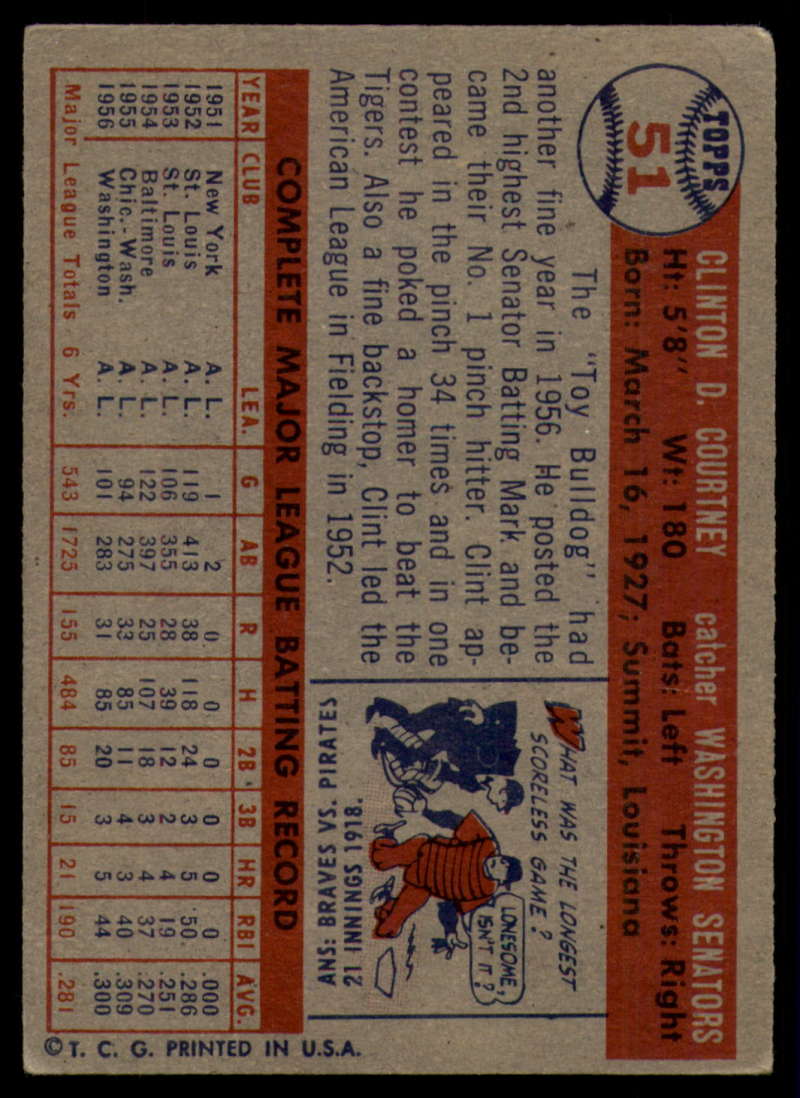 TOPPS
51
CLINTON D. COURTNEY catcher WASHINGTON SENATORS
Ht: 5'8" Wt: 180 Bats: Left Throws: Right
Born: March 16, 1927; Summit, Louisiana
The "Toy Bulldog" had
another fine year in 1956. He posted the
2nd highest Senator Batting Mark and be-
came their No. 1 pinch hitter. Clint ap-
peared in the pinch 34 times and in one
contest he poked a homer to beat the
Tigers. Also a fine backstop, Clint led the
American League in Fielding in 1952.
WHAT WAS THE LONGEST
SCORELESS GAME?
LONESOME,
ISN'T IT?
ANS: BRAVES VS. PIRATES
21 INNINGS 1918.
COMPLETE MAJOR LEAGUE BATTING RECORD
YEAR CLUB LEA. G AB R H 2B 3B HR RBI AVG.
1951 New York A. L. 1 2 0 0 0 0 0 0 .000
1952 St. Louis A. L. 119 413 38 118 24 3 5 50 .286
1953 St. Louis A. L. 106 355 28 39 12 2 4 19 .251
1954 Baltimore A. L. 122 397 25 107 18 3 4 37 .270
1955 Chic.-Wash. A. L. 94 275 33 85 11 4 3 40 .309
1956 Washington A. L. 101 283 31 85 20 3 5 44 .300
Major League Totals 6 Yrs. 543 1725 155 484 85 15 21 190 .281
© T. C. G. PRINTED IN U.S.A.